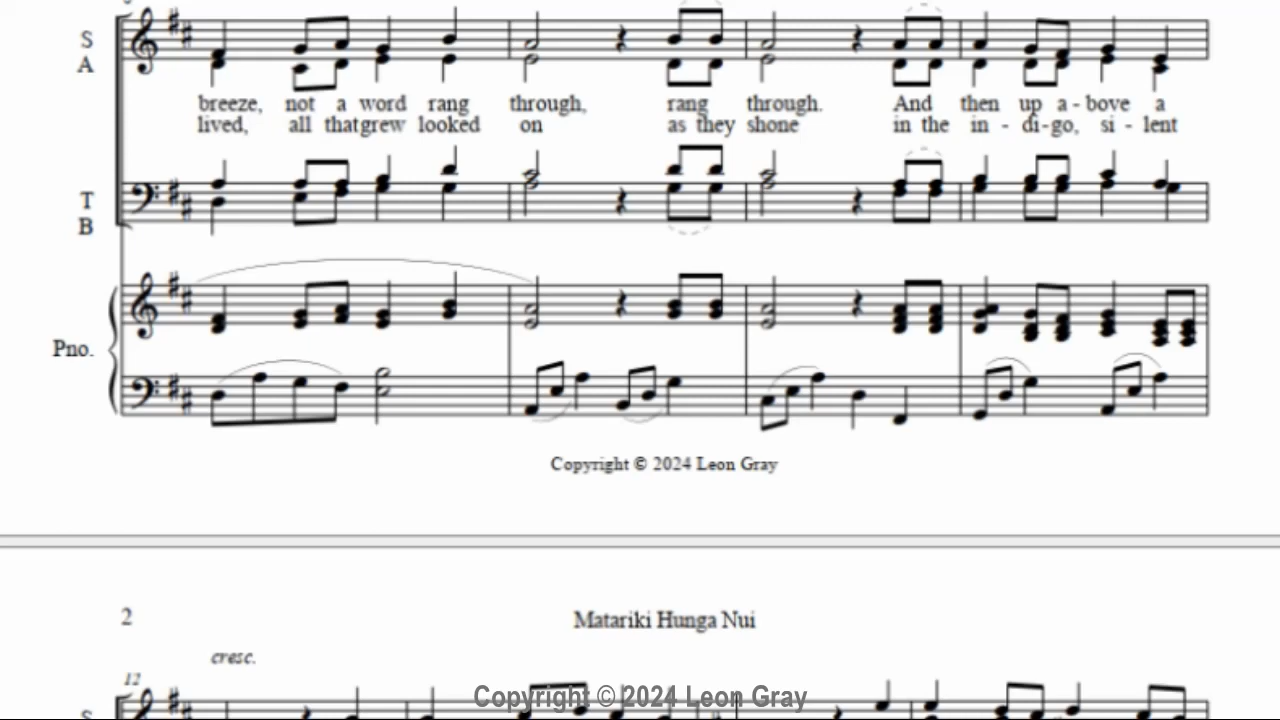 S
A
breeze, not a word rang through, rang through. And then up a - bove a
lived, all thatgrew looked on as they shone in the in - di-go, si - lent
T
B
Pno.
Copyright © 2024 Leon Gray
2
Matariki Hunga Nui
cresc.
12
S
Copyright © 2024 Leon Gray